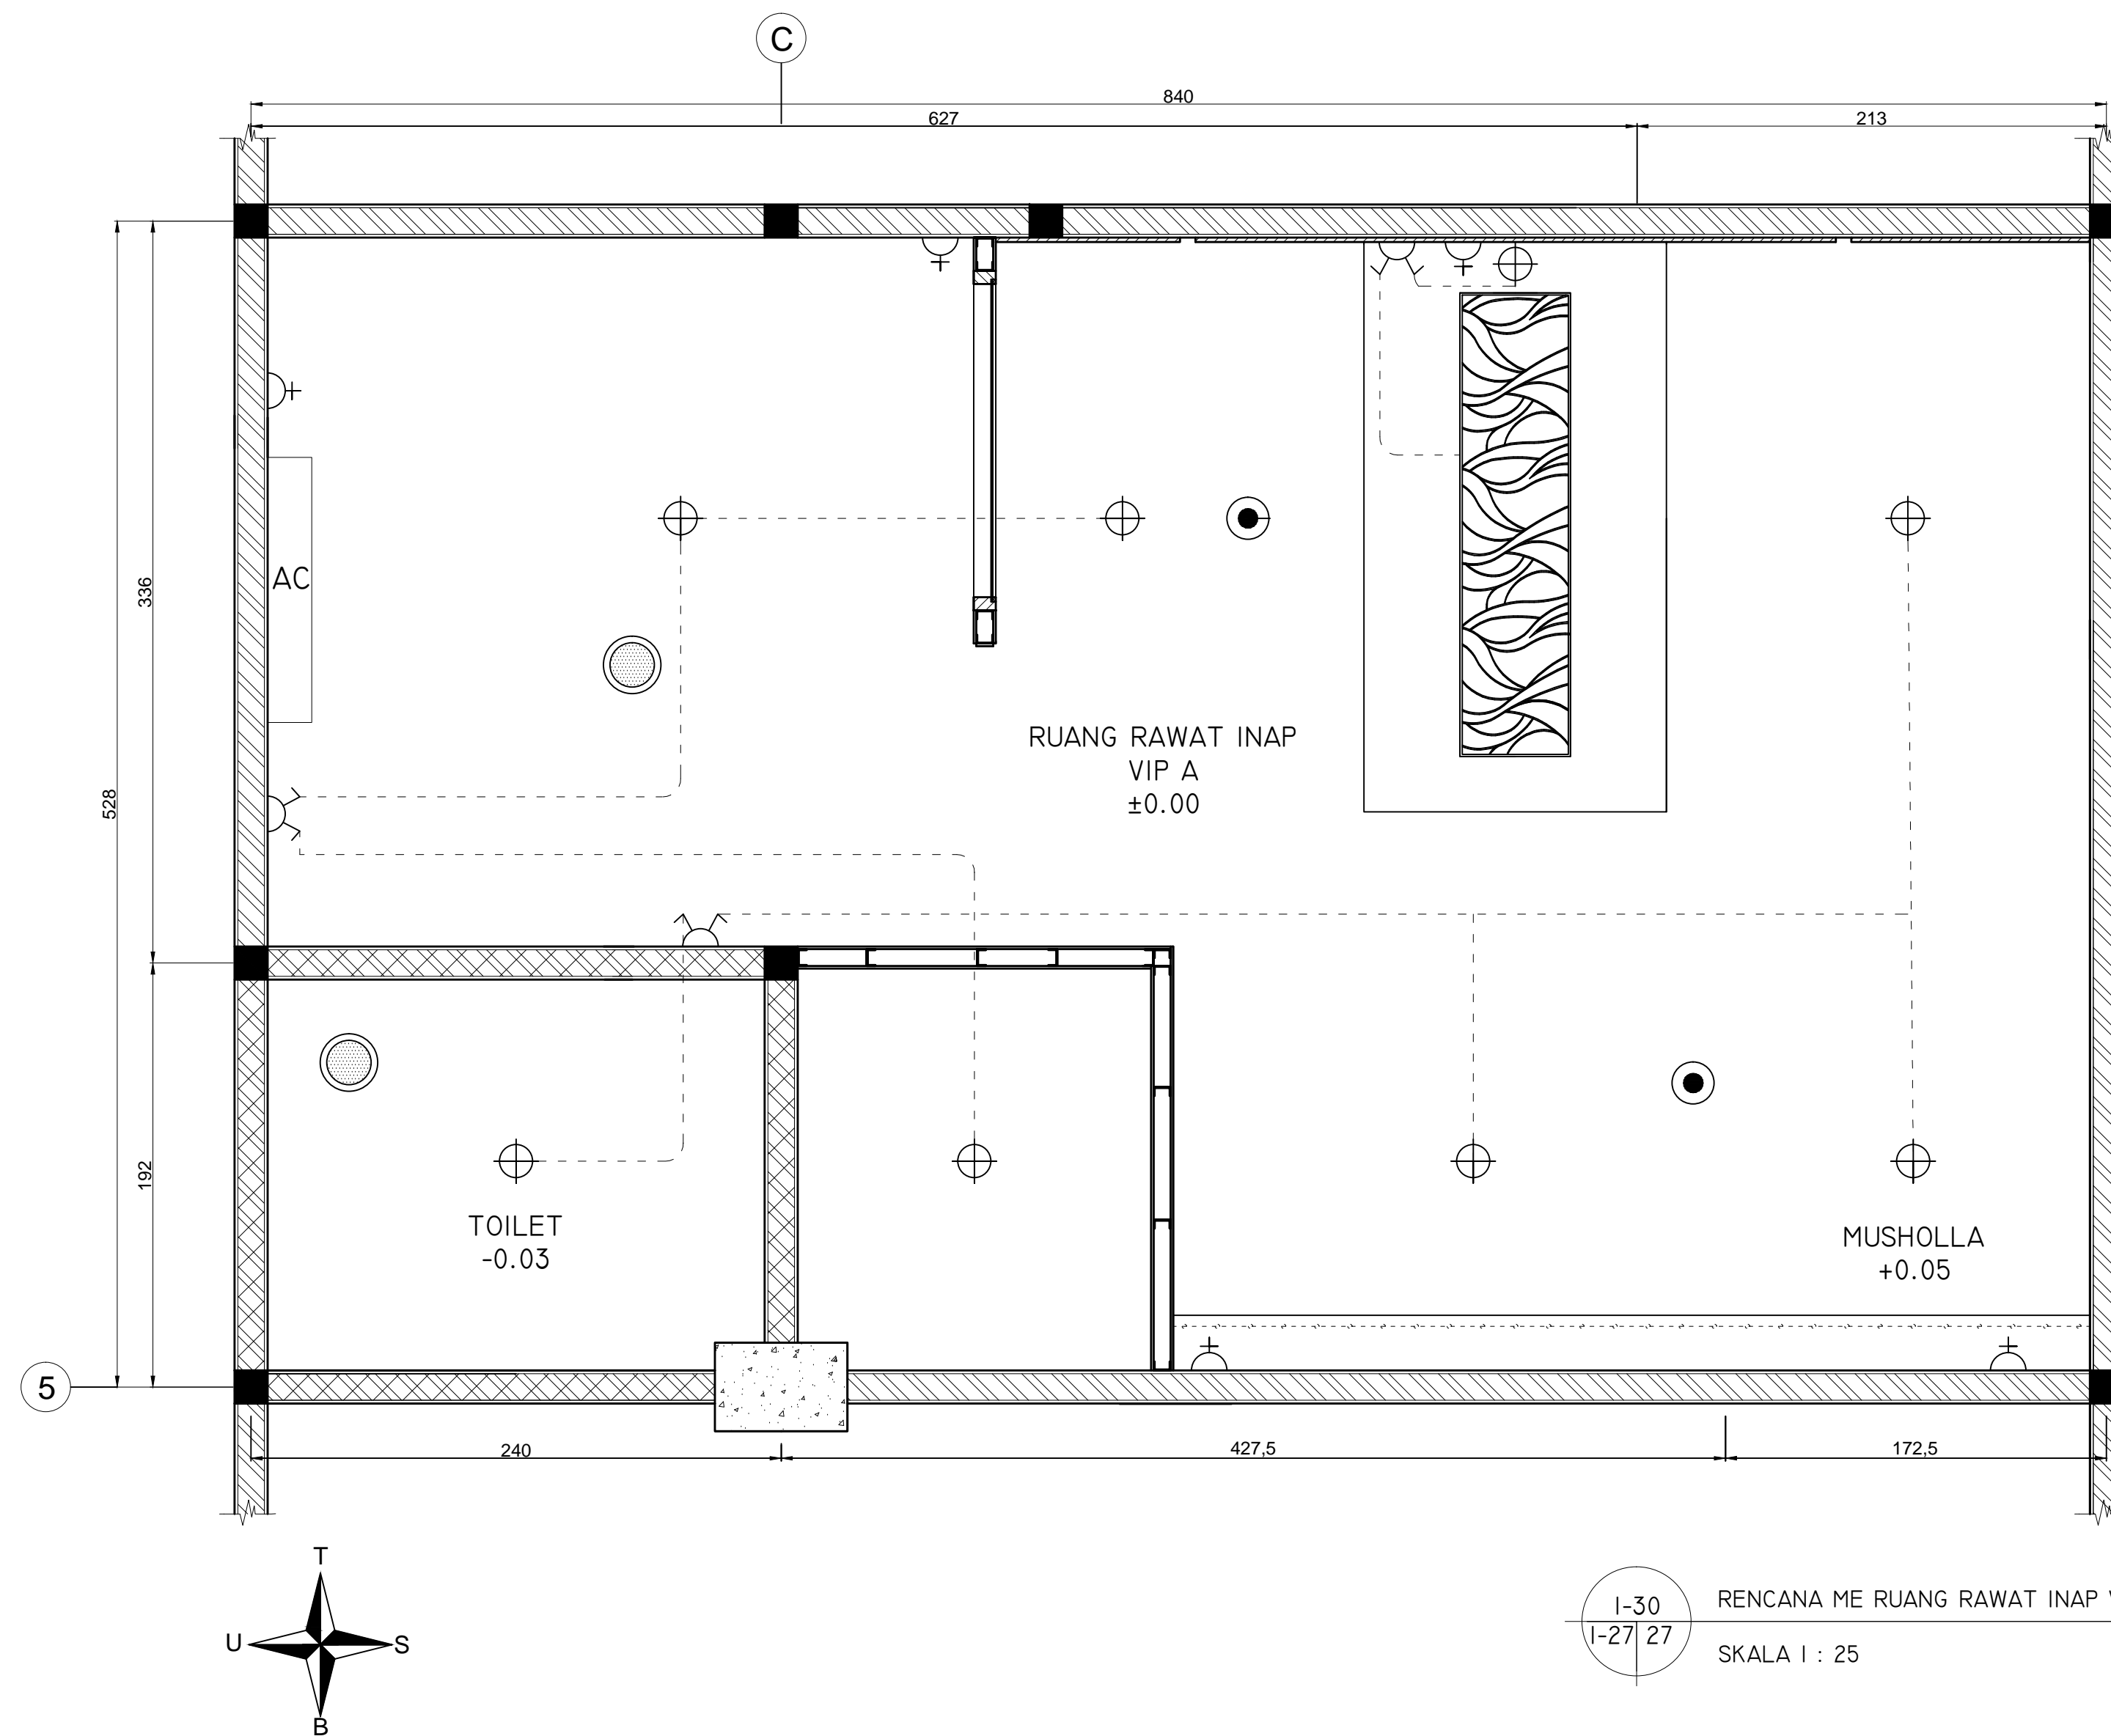 C
840
627
213
336
528
192
AC
RUANG RAWAT INAP
VIP A
±0.00
TOILET
-0.03
MUSHOLLA
+0.05
5
240
427,5
172,5
T
U
S
B
I-30
I-27 27
RENCANA ME RUANG RAWAT INAP
SKALA I : 25